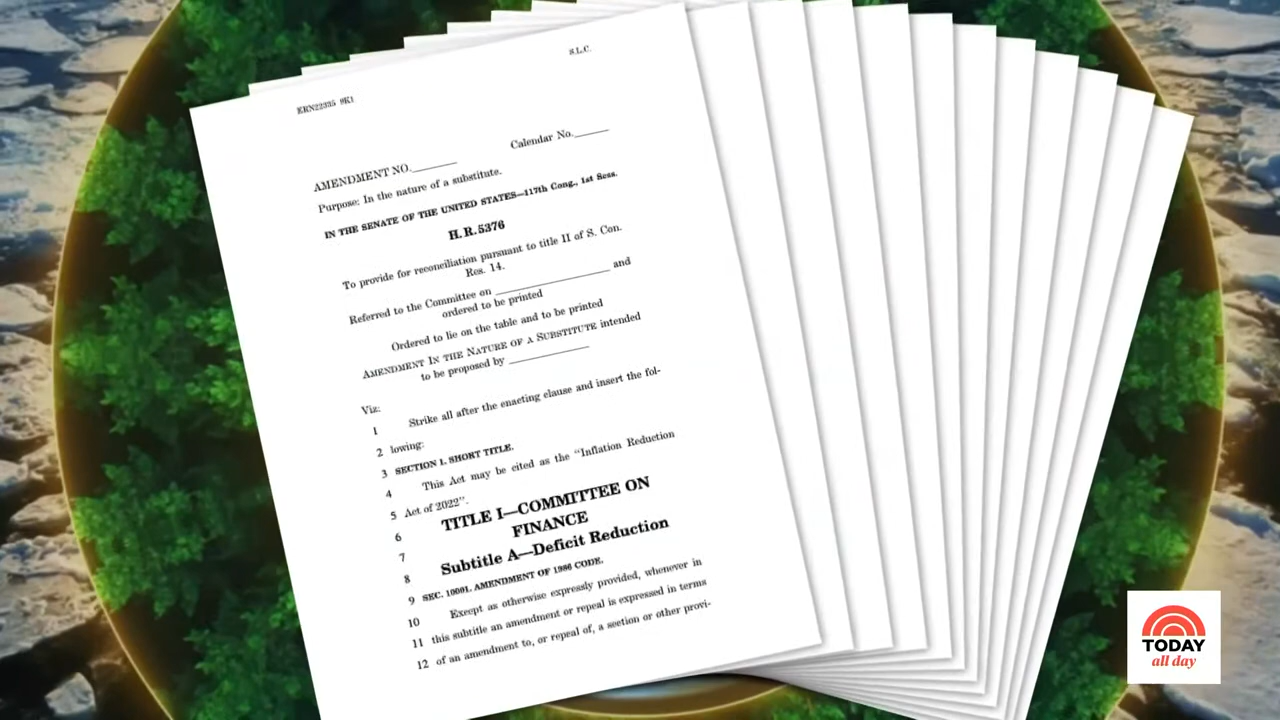 ERN22335 9K1
S.L.C.
AMENDMENT NO.______ Calendar No.______
Purpose: In the nature of a substitute.
IN THE SENATE OF THE UNITED STATES—117th Cong., 1st Sess.
H. R. 5376
To provide for reconciliation pursuant to title II of S. Con.
Res. 14.
Referred to the Committee on ______________ and
ordered to be printed
Ordered to lie on the table and to be printed
AMENDMENT IN THE NATURE OF A SUBSTITUTE intended
to be proposed by ____________
Viz:
1 Strike all after the enacting clause and insert the fol-
2 lowing:
3 SECTION 1. SHORT TITLE.
4 This Act may be cited as the “Inflation Reduction
5 Act of 2022”.
6 TITLE I—COMMITTEE ON
7 FINANCE
8 Subtitle A—Deficit Reduction
9 SEC. 10001. AMENDMENT OF 1986 CODE.
10 Except as otherwise expressly provided, whenever in
11 this subtitle an amendment or repeal is expressed in terms
12 of an amendment to, or repeal of, a section or other provi-
TODAY
all day